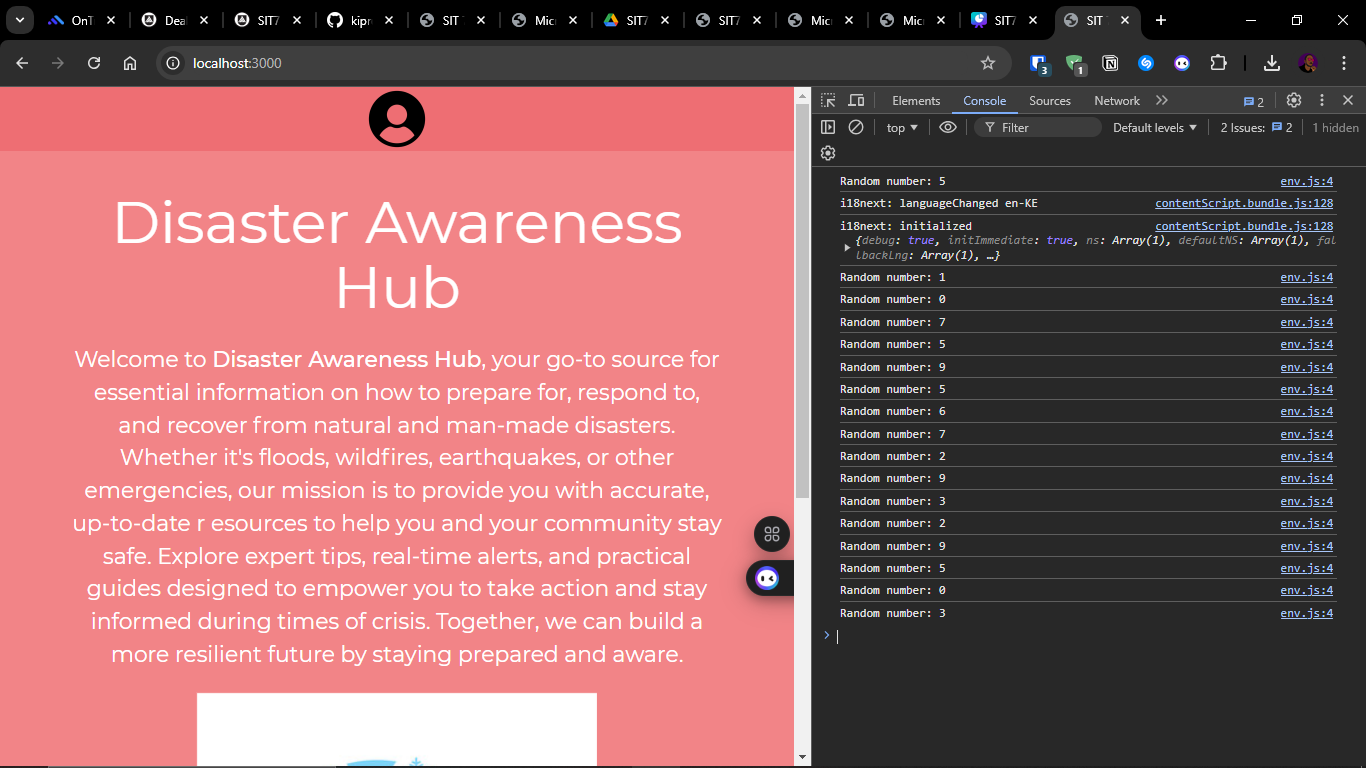 OnT
Dea
SIT7
kipr
SIT
Micr
SIT7
SIT7
Micr
Micr
SIT7
SIT
localhost:3000
3
1
Elements
Console
Sources
Network
2
top
Filter
Default levels
2 Issues:
2
1 hidden
Disaster Awareness
Hub
Welcome to Disaster Awareness Hub, your go-to source for
essential information on how to prepare for, respond to,
and recover from natural and man-made disasters.
Whether it's floods, wildfires, earthquakes, or other
emergencies, our mission is to provide you with accurate,
up-to-date r esources to help you and your community stay
safe. Explore expert tips, real-time alerts, and practical
guides designed to empower you to take action and stay
informed during times of crisis. Together, we can build a
more resilient future by staying prepared and aware.
Random number: 5 env.js:4
i18next: languageChanged en-KE contentScript.bundle.js:128
i18next: initialized contentScript.bundle.js:128
{debug: true, initImmediate: true, ns: Array(1), defaultNS: Array(1), fal
lbackLng: Array(1), …}
Random number: 1 env.js:4
Random number: 0 env.js:4
Random number: 7 env.js:4
Random number: 5 env.js:4
Random number: 9 env.js:4
Random number: 5 env.js:4
Random number: 6 env.js:4
Random number: 7 env.js:4
Random number: 2 env.js:4
Random number: 9 env.js:4
Random number: 3 env.js:4
Random number: 2 env.js:4
Random number: 9 env.js:4
Random number: 5 env.js:4
Random number: 0 env.js:4
Random number: 3 env.js:4